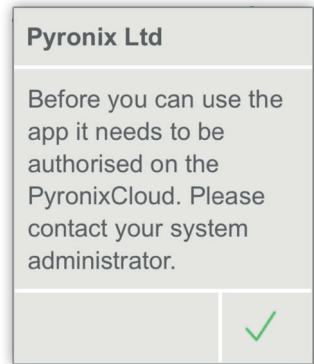 Pyronix Ltd
Before you can use the
app it needs to be
authorised on the
PyronixCloud. Please
contact your system
administrator.